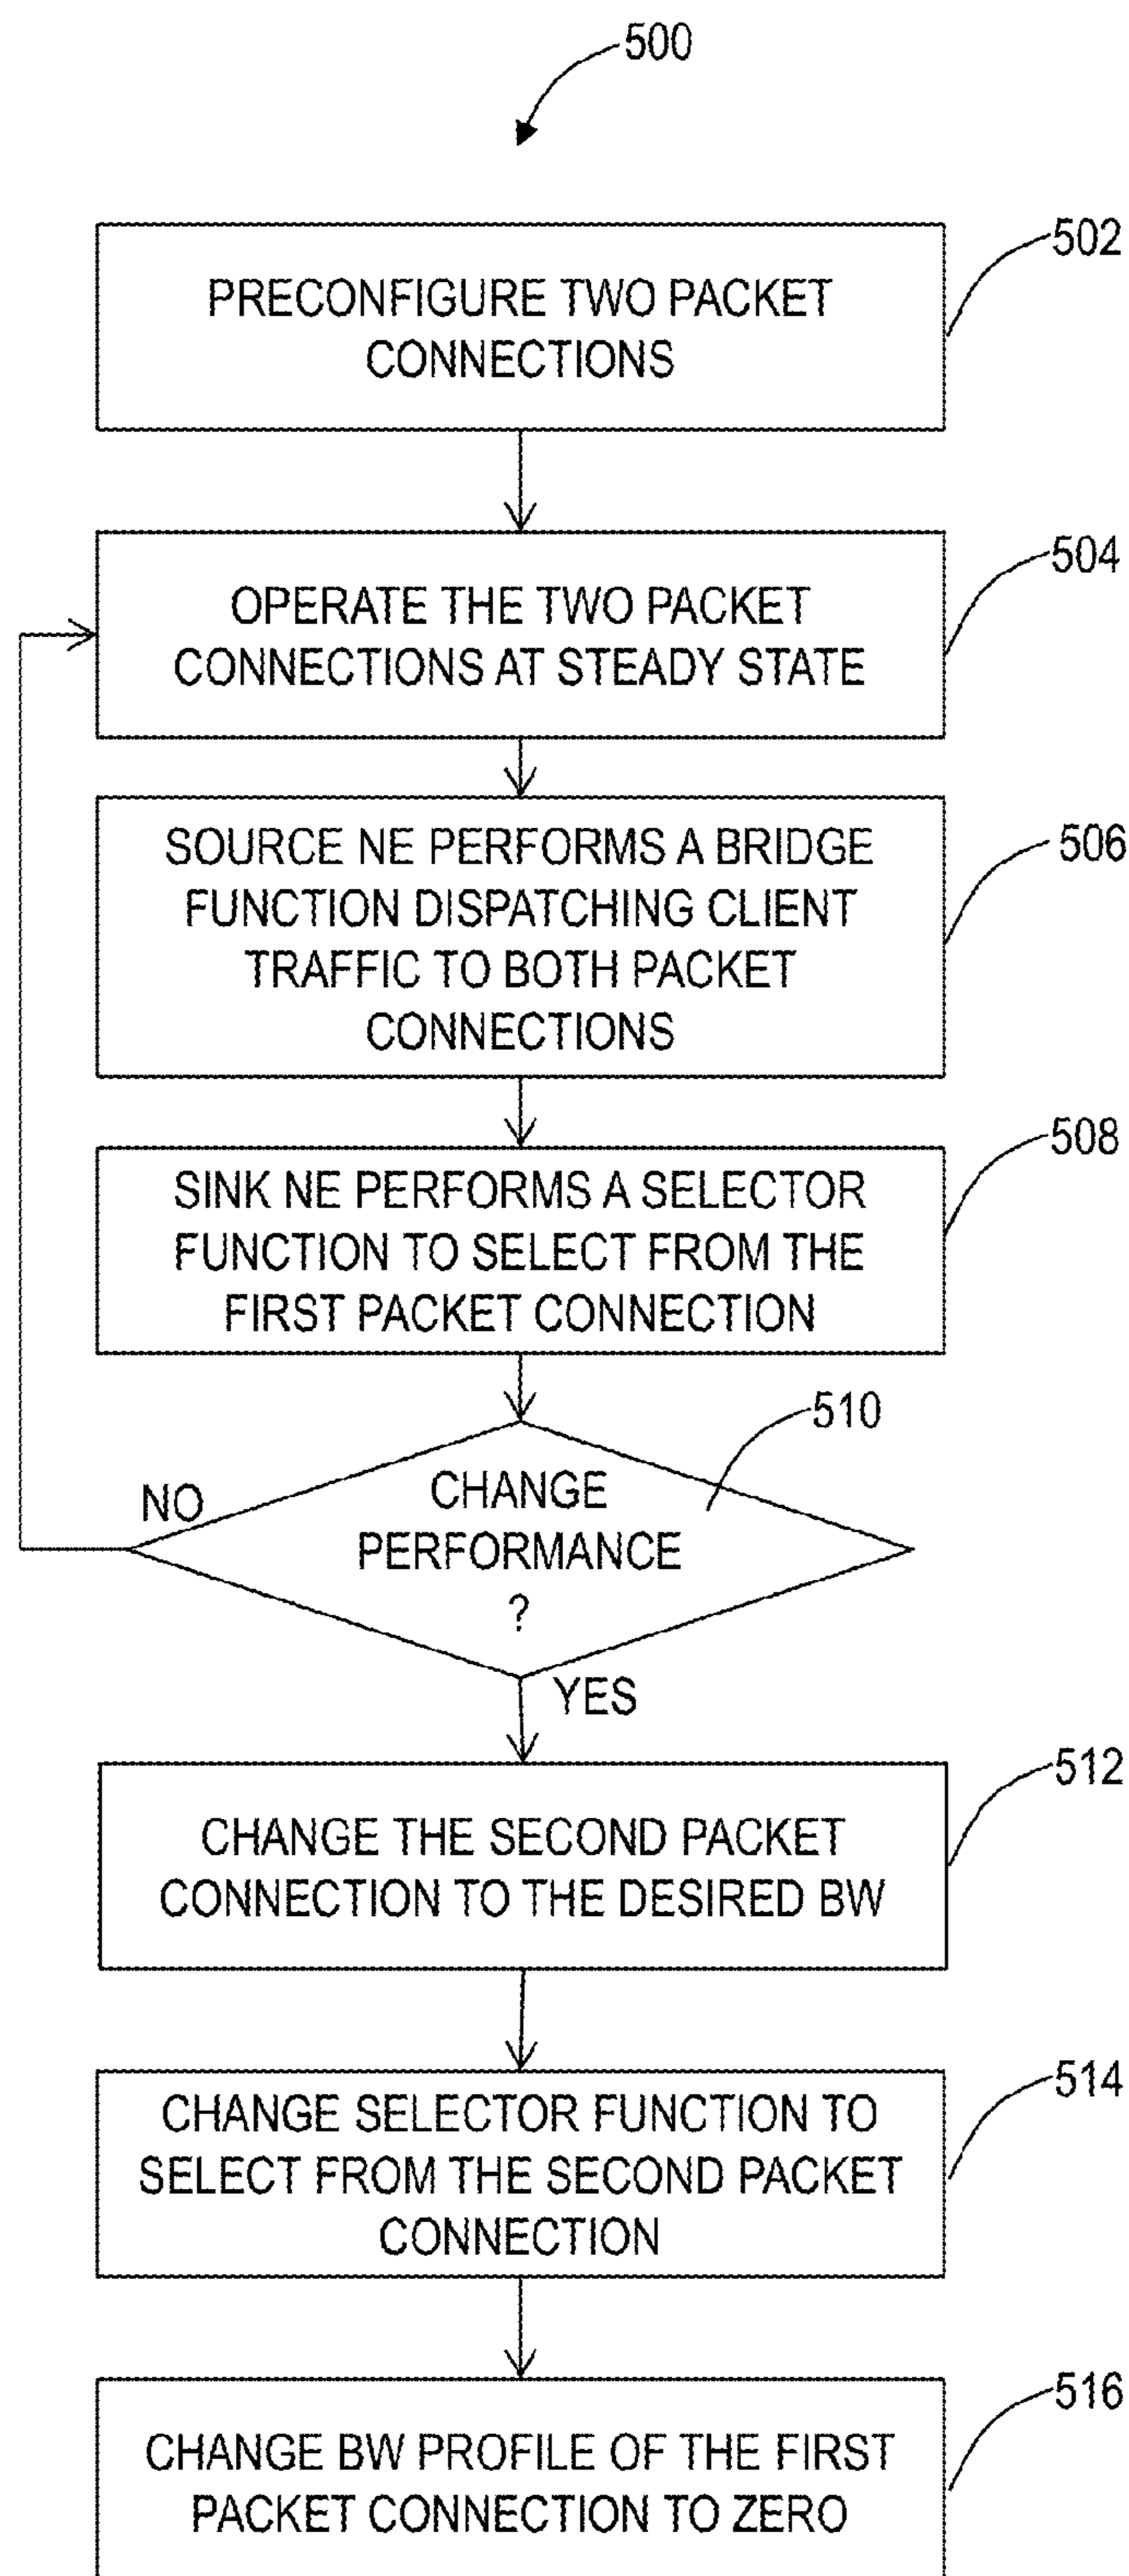 500
502
PRECONFIGURE TWO PACKET
CONNECTIONS
504
OPERATE THE TWO PACKET
CONNECTIONS AT STEADY STATE
506
SOURCE NE PERFORMS A BRIDGE
FUNCTION DISPATCHING CLIENT
TRAFFIC TO BOTH PACKET
CONNECTIONS
508
SINK NE PERFORMS A SELECTOR
FUNCTION TO SELECT FROM THE
FIRST PACKET CONNECTION
510
NO
CHANGE
PERFORMANCE
?
YES
512
CHANGE THE SECOND PACKET
CONNECTION TO THE DESIRED BW
514
CHANGE SELECTOR FUNCTION TO
SELECT FROM THE SECOND PACKET
CONNECTION
516
CHANGE BW PROFILE OF THE FIRST
PACKET CONNECTION TO ZERO